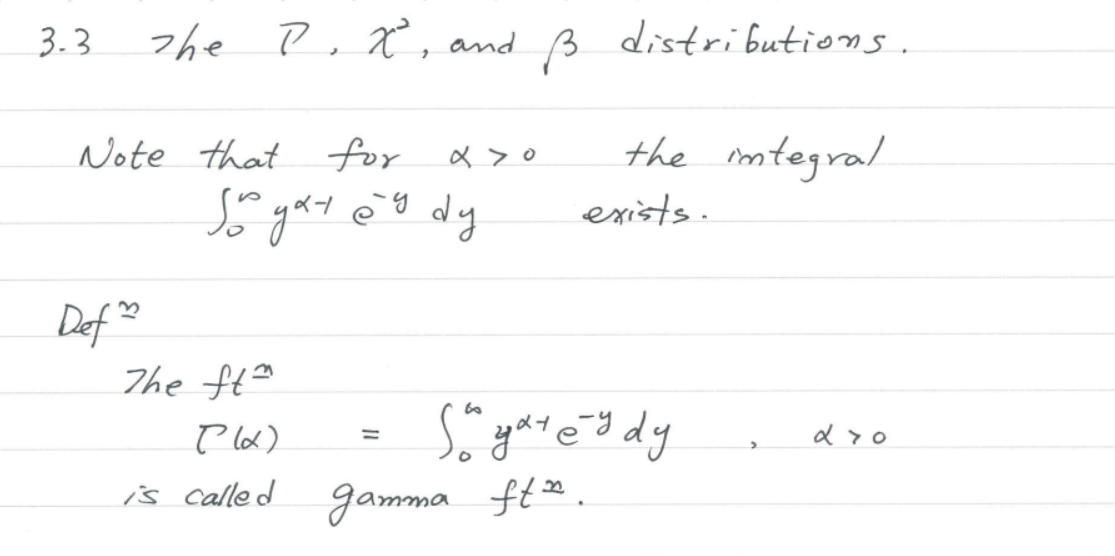 3.3 The Γ, χ², and β distributions.
Note that for α > 0 the integral
∫₀^∞ y^{α-1} e^{-y} dy exists.
Defⁿ
The ftⁿ
Γ(α) = ∫₀^∞ y^{α-1} e^{-y} dy , α > 0
is called gamma ftⁿ.